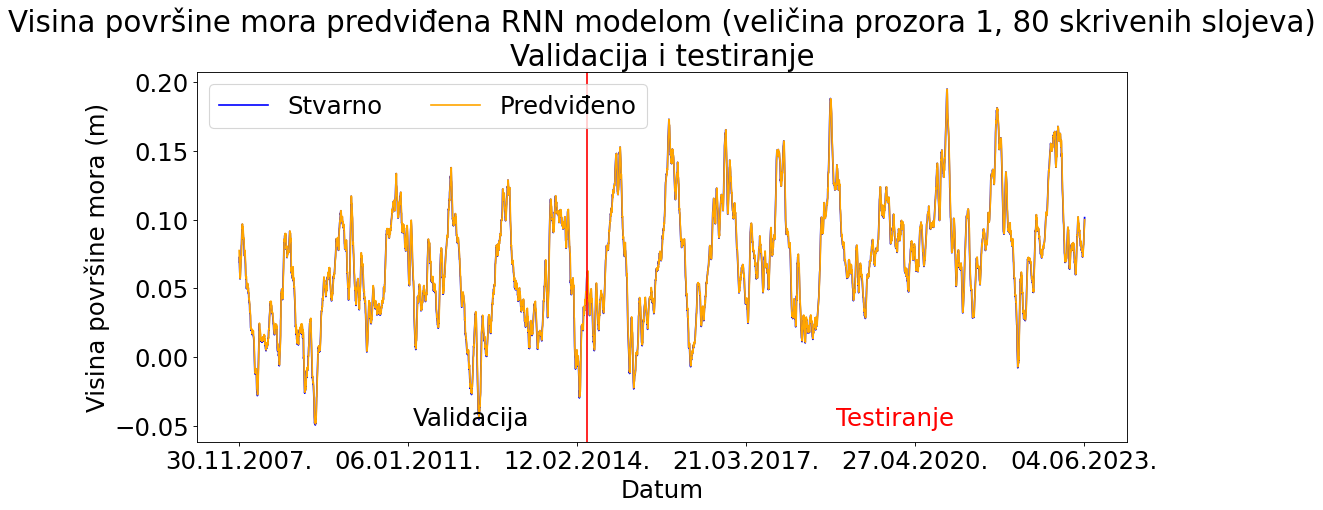 Visina površine mora predviđena RNN modelom (veličina prozora 1, 80 skrivenih slojeva)
Validacija i testiranje
Stvarno Predviđeno
Visina površine mora (m)
0.20
0.15
0.10
0.05
0.00
−0.05
Validacija Testiranje
30.11.2007. 06.01.2011. 12.02.2014. 21.03.2017. 27.04.2020. 04.06.2023.
Datum